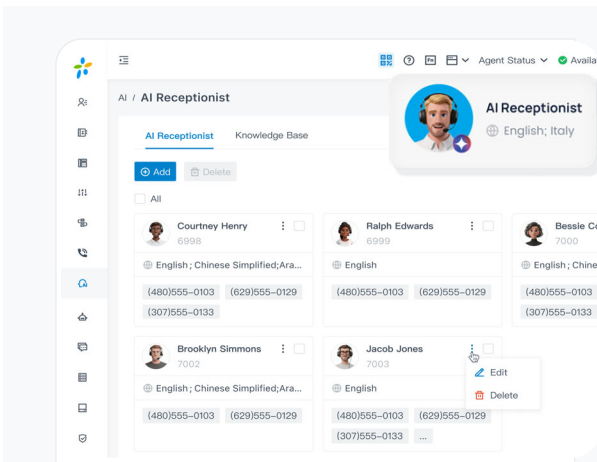 Fn
Agent Status
Availa
AI / AI Receptionist
AI Receptionist
English; Italy
AI Receptionist
Knowledge Base
Add
Delete
All
Courtney Henry
6998
English; Chinese Simplified;Ara...
(480)555-0103 (629)555-0129
(307)555-0133
Ralph Edwards
6999
English
(480)555-0103 (629)555-0129
Bessie Co
7000
English; Chine
(480)555-0103
(307)555-0133
Brooklyn Simmons
7002
English; Chinese Simplified;Ara...
(480)555-0103 (629)555-0129
Jacob Jones
7003
English
(480)555-0103 (629)555-0129
(307)555-0133 ...
Edit
Delete